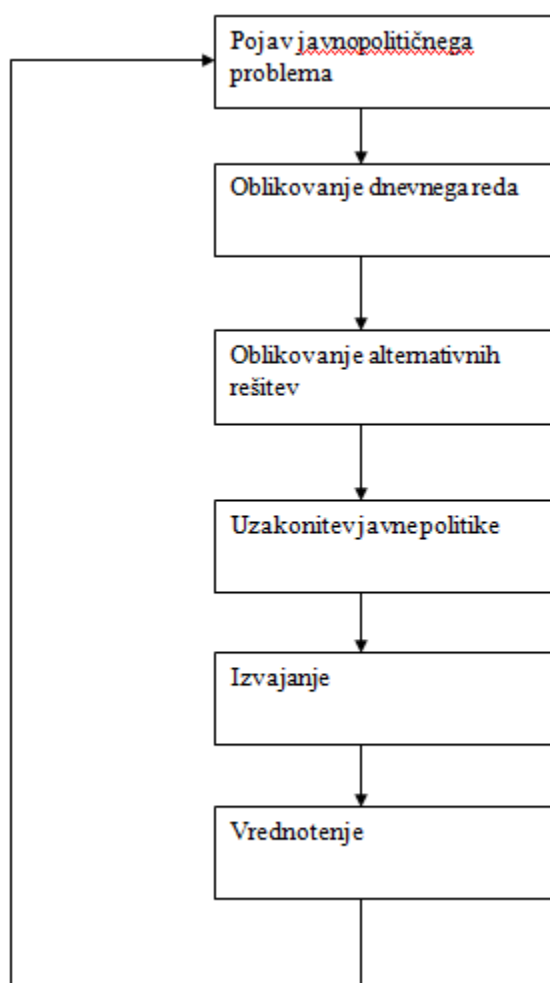 Pojav javnopolitičnega
problema
Oblikovanje dnevnega reda
Oblikovanje alternativnih
rešitev
Uzakonitev javne politike
Izvajanje
Vrednotenje